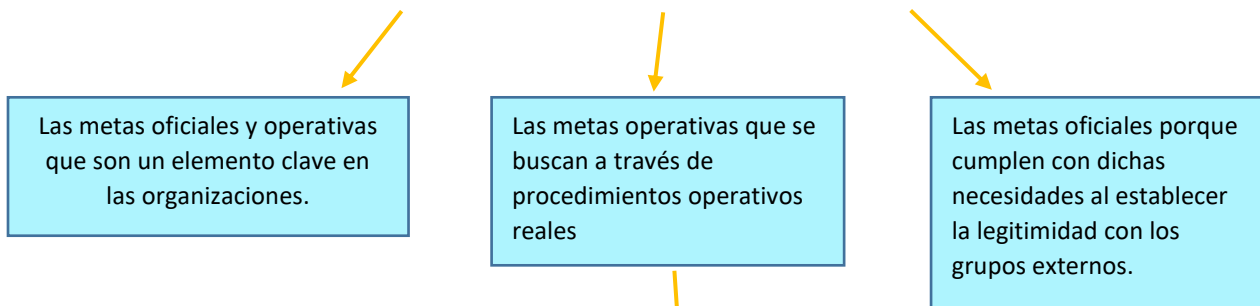 Las metas oficiales y operativas
que son un elemento clave en
las organizaciones.
Las metas operativas que se
buscan a través de
procedimientos operativos
reales
Las metas oficiales porque
cumplen con dichas
necesidades al establecer
la legitimidad con los
grupos externos.